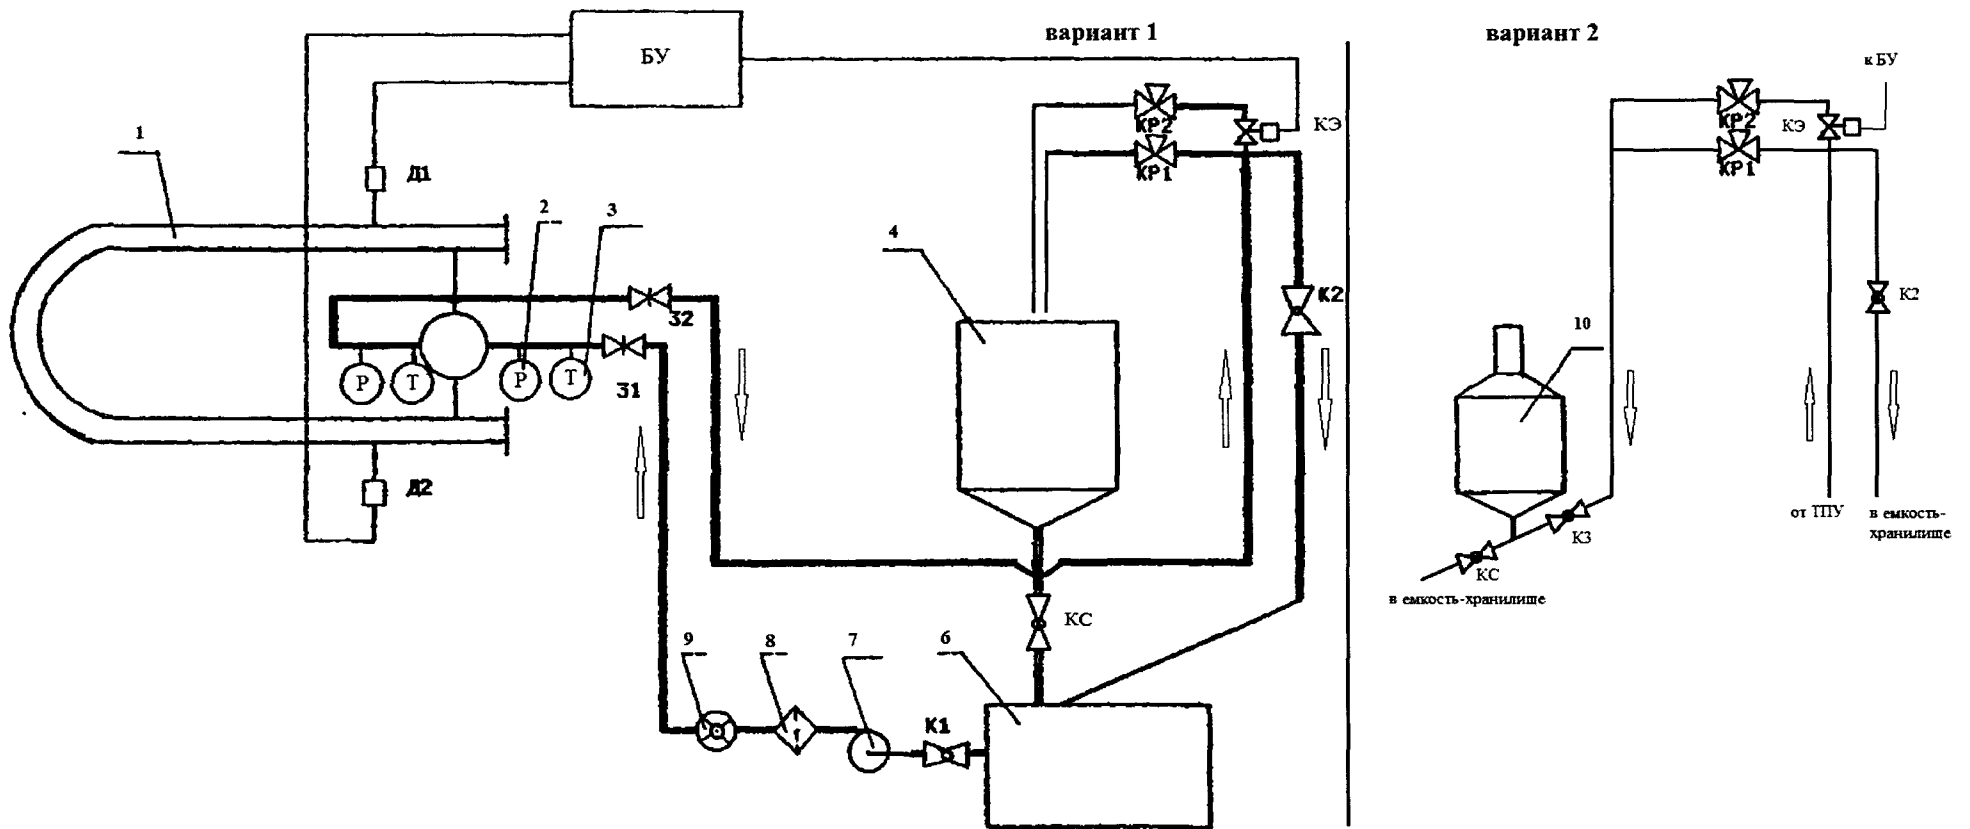 вариант 1
вариант 2
БУ
к БУ
КР2
КЭ
КР1
КР2
КЭ
КР1
1
Д1
2
3
4
К2
К2
32
31
Р
Т
Р
Т
10
Д2
от ТПУ
в емкость-
хранилище
К3
КС
в емкость-хранилище
КС
9
8
7
6
К1